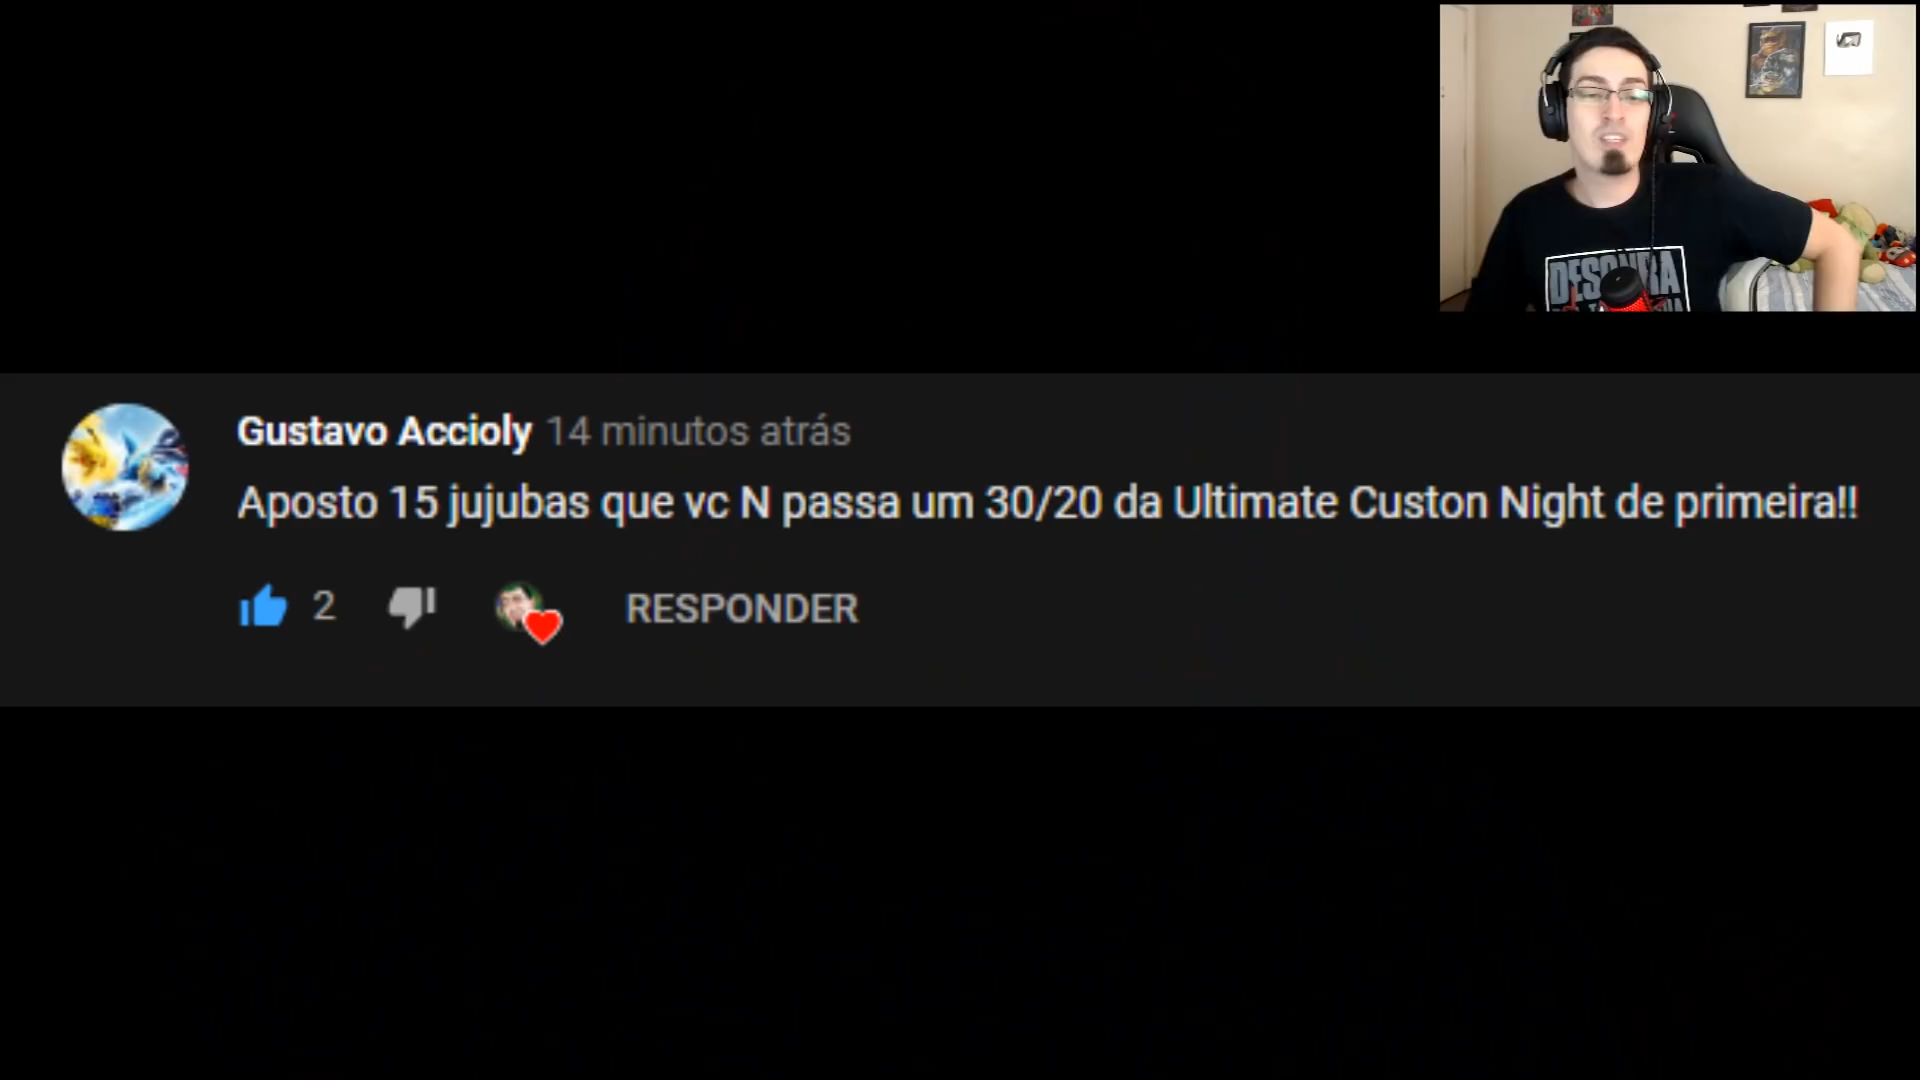 DESONRA
Gustavo Accioly 14 minutos atrás
Aposto 15 jujubas que vc N passa um 30/20 da Ultimate Custon Night de primeira!!
2 RESPONDER